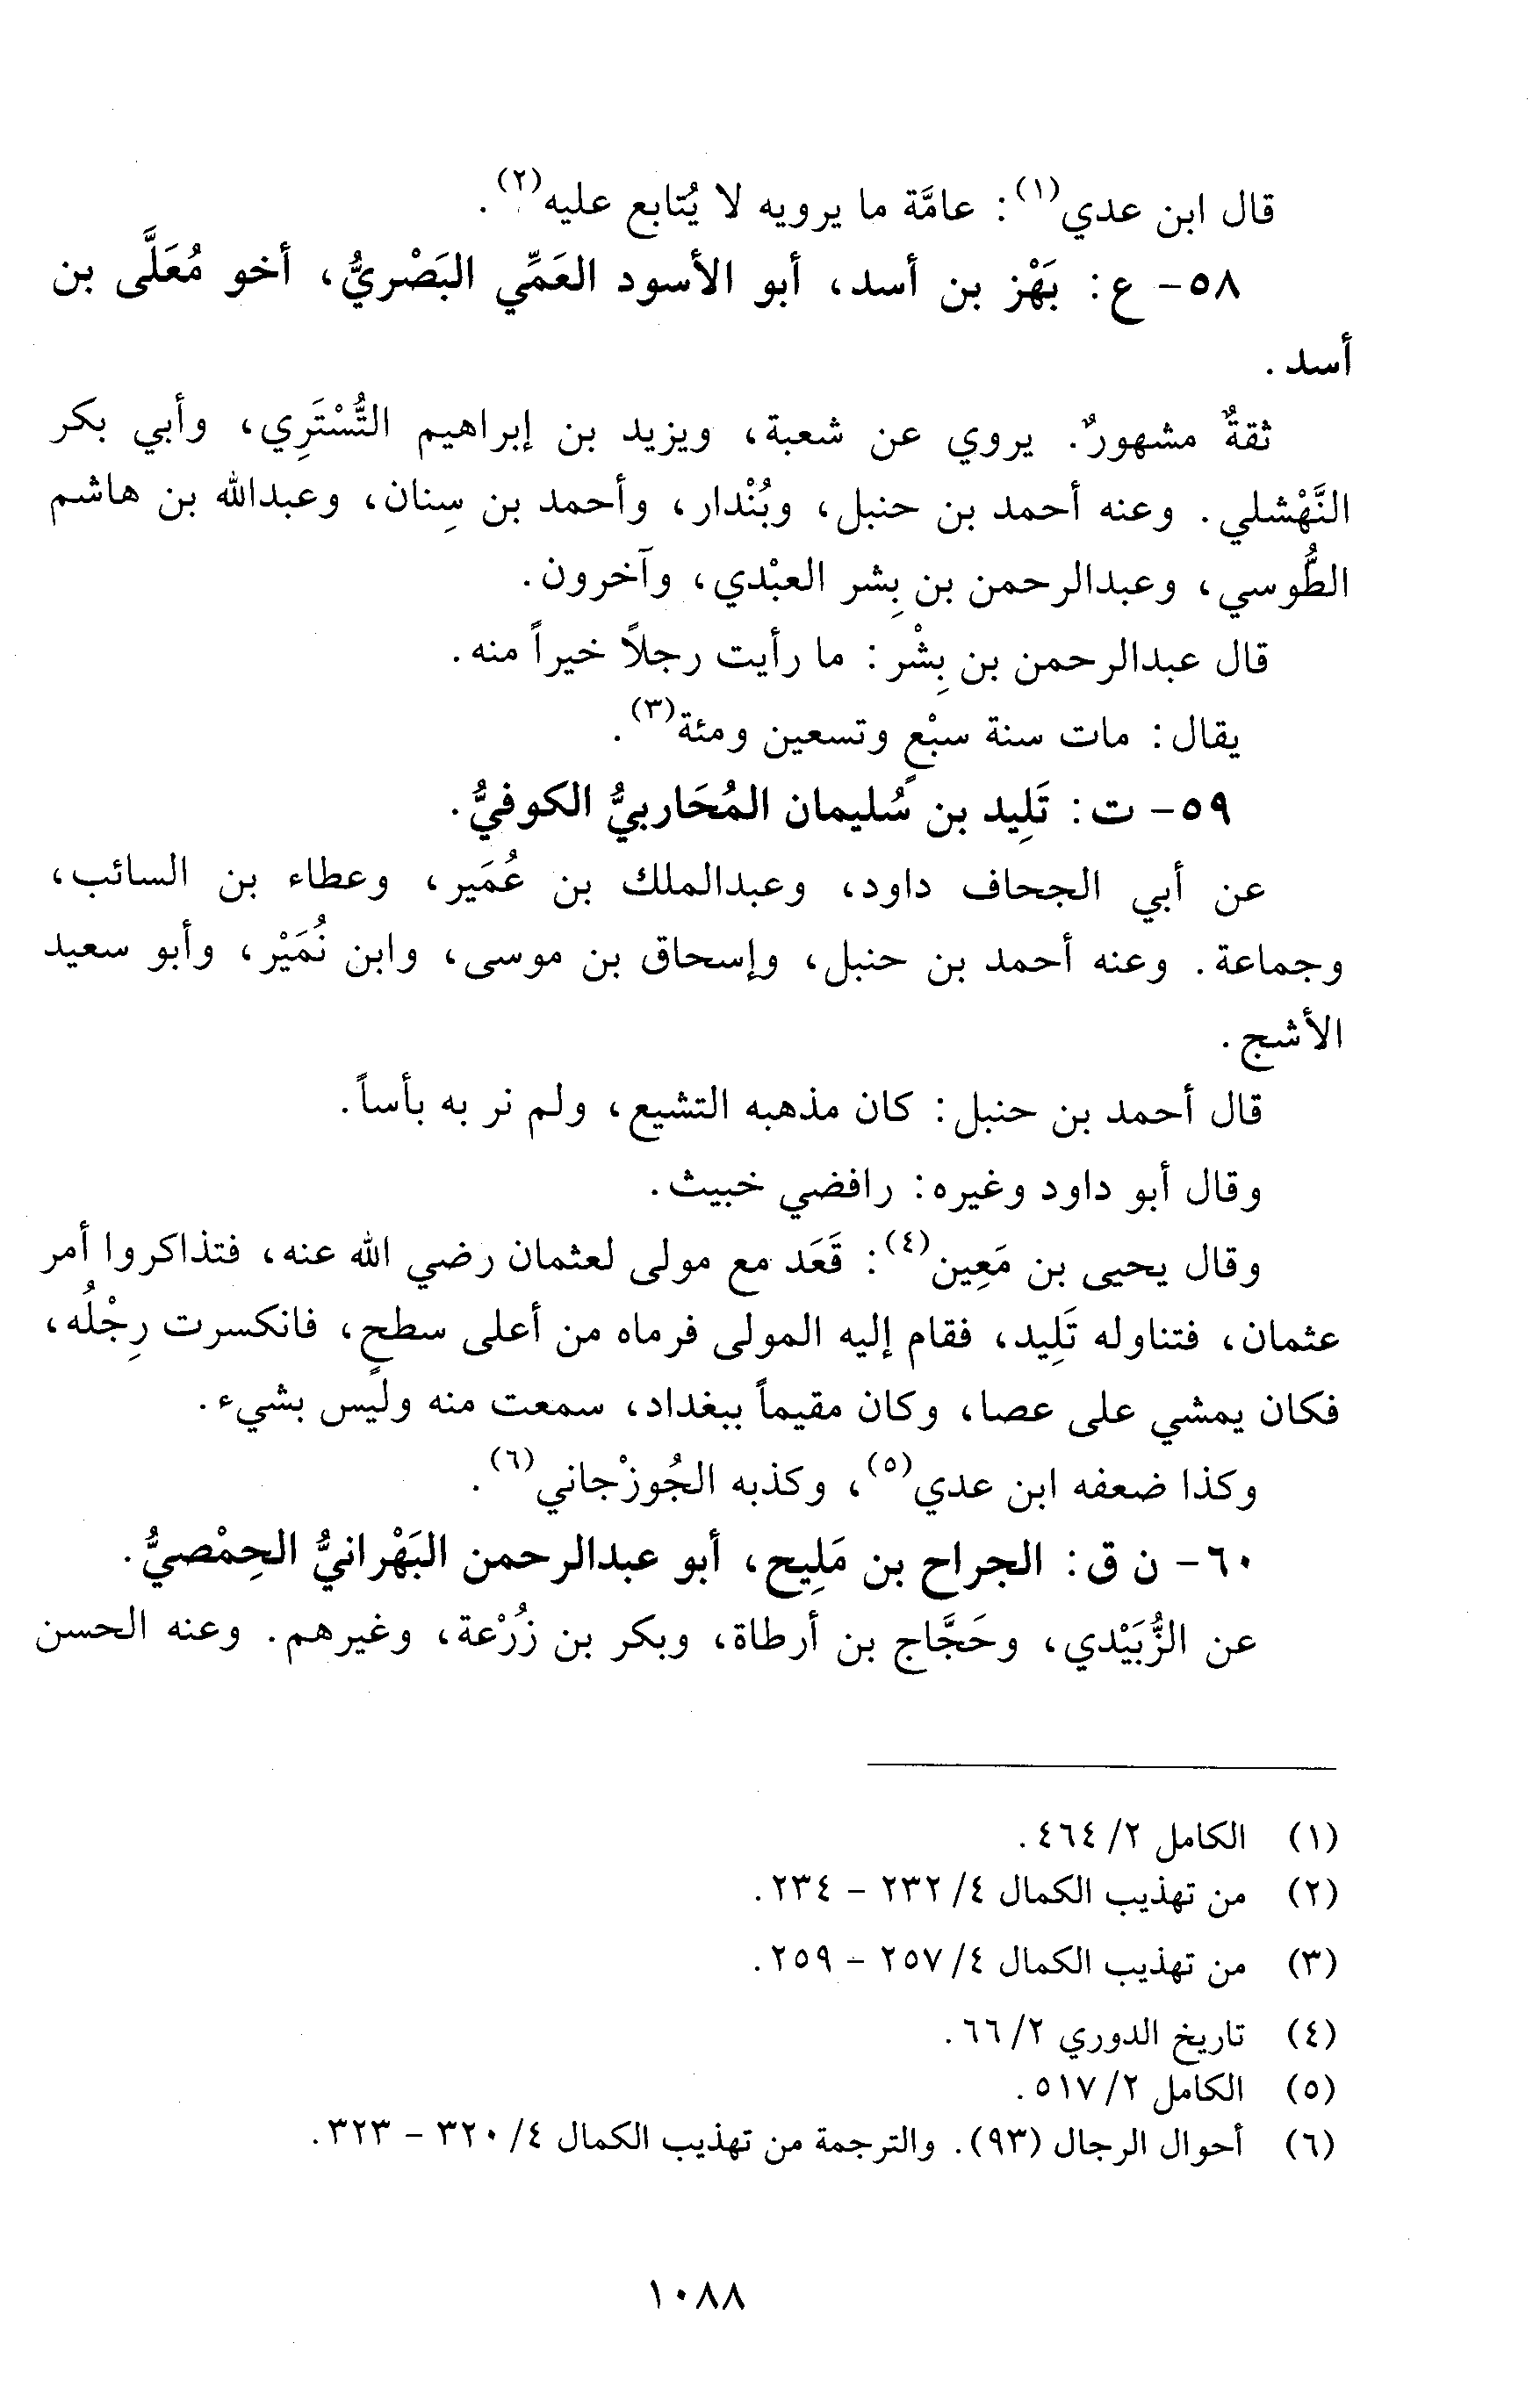 قال ابن عدي(١): عامَّة ما يرويه لا يُتابع عليه(٢).
٥٨- ع: بَهْز بن أسد، أبو الأسود العَمِّي البَصْريُّ، أخو مُعَلَّى بن
أسد.
ثقةٌ مشهورٌ. يروي عن شعبة، ويزيد بن إبراهيم التُّسْتَرِي، وأبي بكر
النَّهْشلي. وعنه أحمد بن حنبل، وبُنْدار، وأحمد بن سِنان، وعبدالله بن هاشم
الطُّوسي، وعبدالرحمن بن بِشر العبْدي، وآخرون.
قال عبدالرحمن بن بِشْر: ما رأيت رجلاً خيراً منه.
يقال: مات سنة سبْعٍ وتسعين ومئة(٣).
٥٩- ت: تَلِيد بن سُليمان المُحَاربيُّ الكوفيُّ.
عن أبي الجحاف داود، وعبدالملك بن عُمَير، وعطاء بن السائب،
وجماعة. وعنه أحمد بن حنبل، وإسحاق بن موسى، وابن نُمَيْر، وأبو سعيد
الأشج.
قال أحمد بن حنبل: كان مذهبه التشيع، ولم نر به بأساً.
وقال أبو داود وغيره: رافضي خبيث.
وقال يحيى بن مَعِين(٤): قَعَد مع مولى لعثمان رضي الله عنه، فتذاكروا أمر
عثمان، فتناوله تَلِيد، فقام إليه المولى فرماه من أعلى سطحٍ، فانكسرت رِجْلُه،
فكان يمشي على عصا، وكان مقيماً ببغداد، سمعت منه وليس بشيء.
وكذا ضعفه ابن عدي(٥)، وكذبه الجُوزْجاني(٦).
٦٠- ن ق: الجراح بن مَلِيح، أبو عبدالرحمن البَهْرانيُّ الحِمْصيُّ.
عن الزُّبَيْدي، وحَجَّاج بن أرطاة، وبكر بن زُرْعة، وغيرهم. وعنه الحسن
(١) الكامل ٢/ ٤٦٤.
(٢) من تهذيب الكمال ٤/ ٢٣٢ - ٢٣٤.
(٣) من تهذيب الكمال ٤/ ٢٥٧ - ٢٥٩.
(٤) تاريخ الدوري ٢/ ٦٦.
(٥) الكامل ٢/ ٥١٧.
(٦) أحوال الرجال (٩٣). والترجمة من تهذيب الكمال ٤/ ٣٢٠ - ٣٢٣.
١٠٨٨